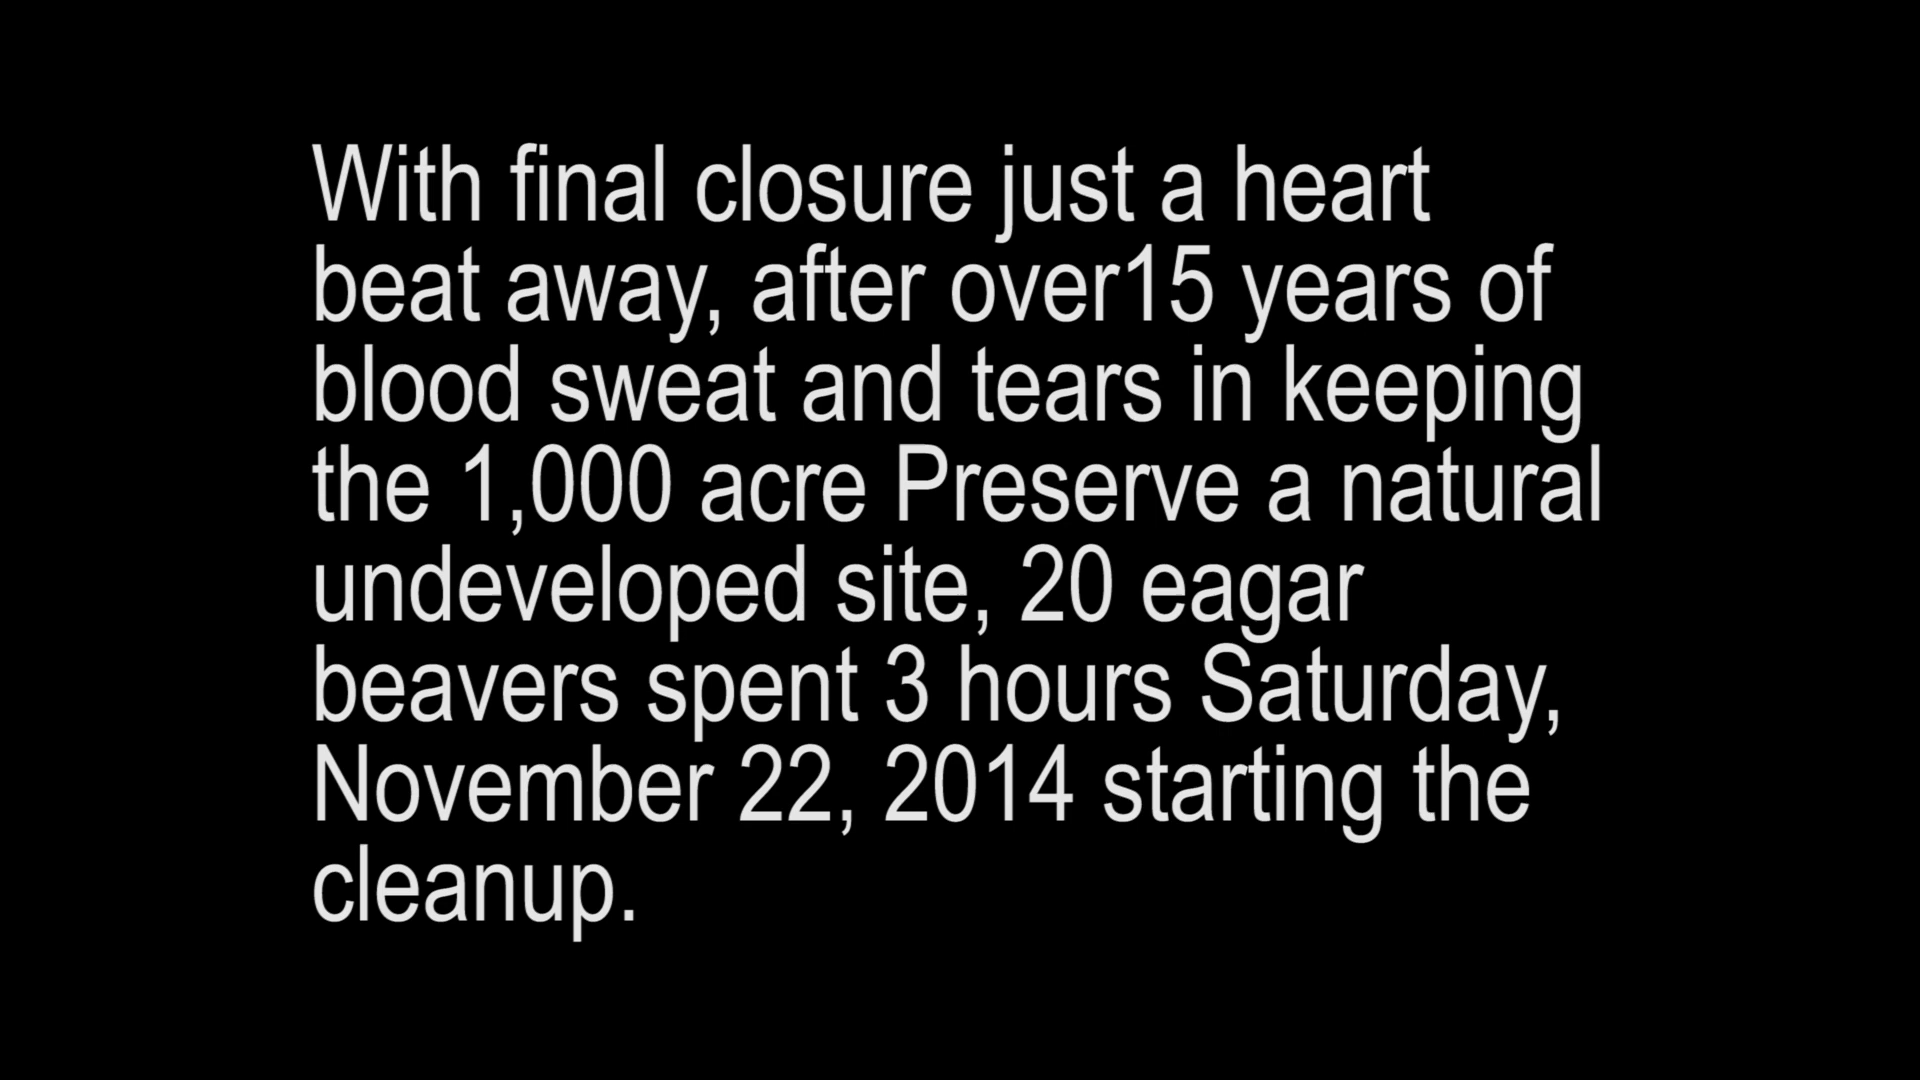 With final closure just a heart
beat away, after over15 years of
blood sweat and tears in keeping
the 1,000 acre Preserve a natural
undeveloped site, 20 eagar
beavers spent 3 hours Saturday,
November 22, 2014 starting the
cleanup.